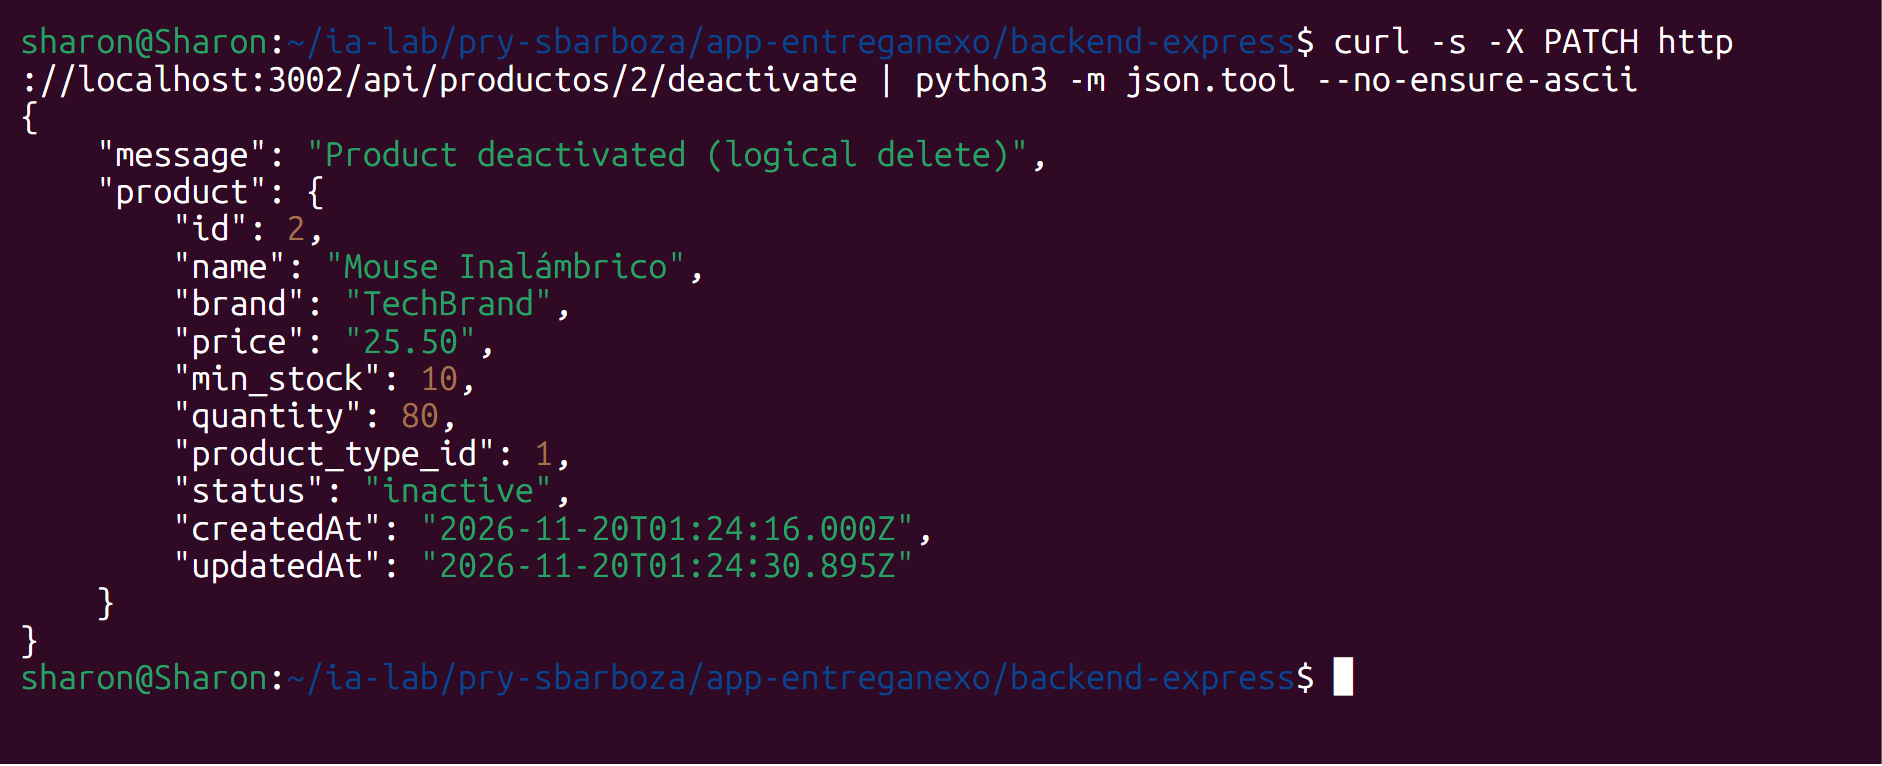 sharon@Sharon:~/ia-lab/pry-sbarboza/app-entreganexo/backend-express$ curl -s -X PATCH http
://localhost:3002/api/productos/2/deactivate | python3 -m json.tool --no-ensure-ascii
{
    "message": "Product deactivated (logical delete)",
    "product": {
        "id": 2,
        "name": "Mouse Inalámbrico",
        "brand": "TechBrand",
        "price": "25.50",
        "min_stock": 10,
        "quantity": 80,
        "product_type_id": 1,
        "status": "inactive",
        "createdAt": "2026-11-20T01:24:16.000Z",
        "updatedAt": "2026-11-20T01:24:30.895Z"
    }
}
sharon@Sharon:~/ia-lab/pry-sbarboza/app-entreganexo/backend-express$